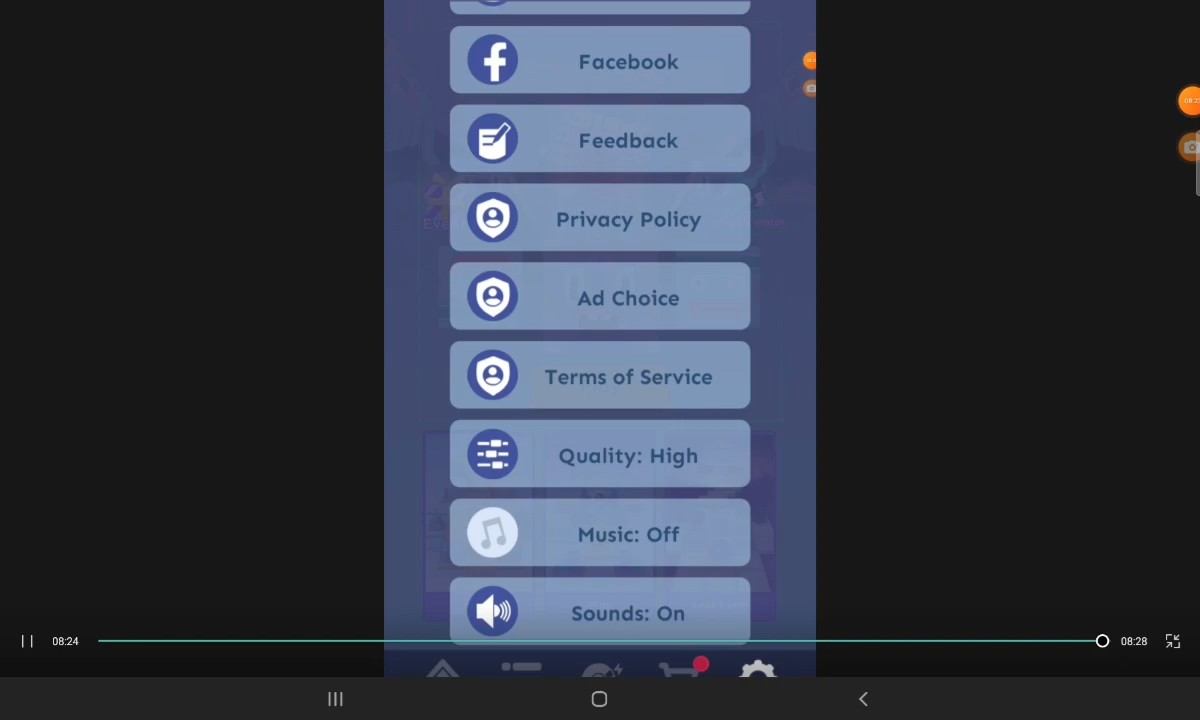 Facebook
Feedback
Privacy Policy
Ad Choice
Terms of Service
Quality: High
Music: Off
Sounds: On
08:24
08:28